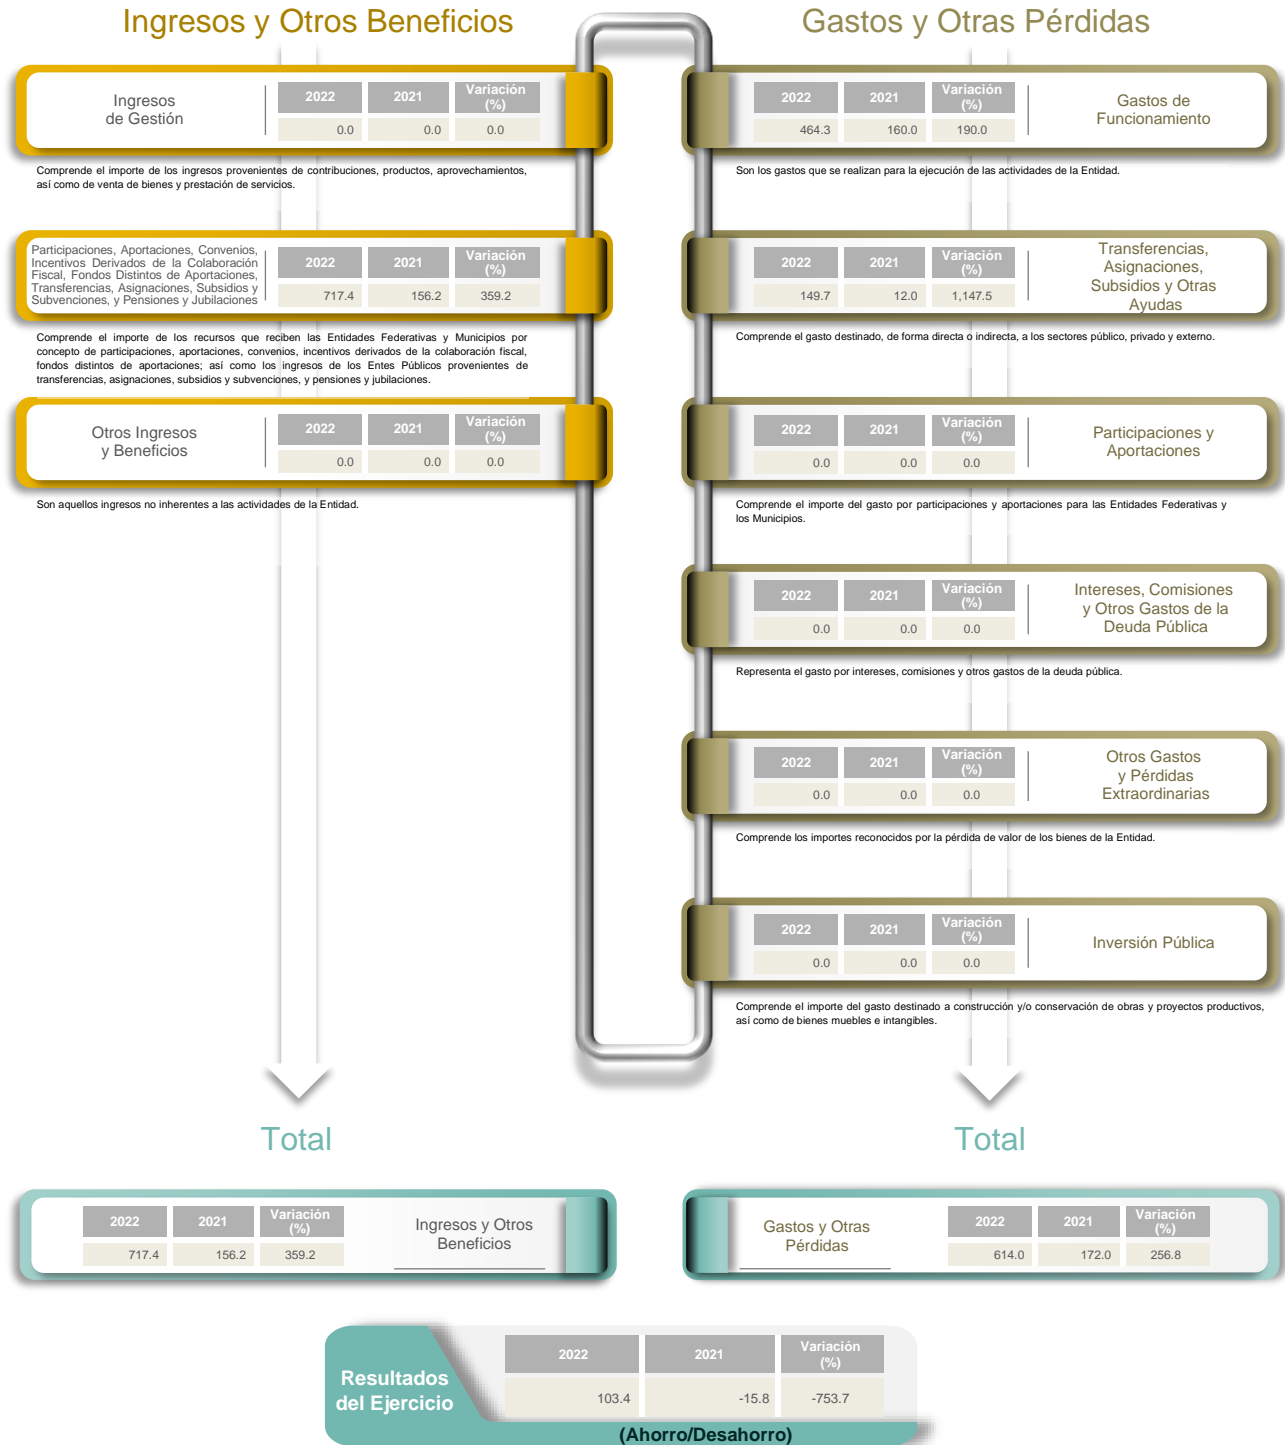 Ingresos y Otros Beneficios
Ingresos
de Gestión
2022 2021 Variación (%)
0.0 0.0 0.0
Comprende el importe de los ingresos provenientes de contribuciones, productos, aprovechamientos,
así como de venta de bienes y prestación de servicios.
Participaciones, Aportaciones, Convenios,
Incentivos Derivados de la Colaboración
Fiscal, Fondos Distintos de Aportaciones,
Transferencias, Asignaciones, Subsidios y
Subvenciones, y Pensiones y Jubilaciones
2022 2021 Variación (%)
717.4 156.2 359.2
Comprende el importe de los recursos que reciben las Entidades Federativas y Municipios por
concepto de participaciones, aportaciones, convenios, incentivos derivados de la colaboración fiscal,
fondos distintos de aportaciones; así como los ingresos de los Entes Públicos provenientes de
transferencias, asignaciones, subsidios y subvenciones, y pensiones y jubilaciones.
Otros Ingresos
y Beneficios
2022 2021 Variación (%)
0.0 0.0 0.0
Son aquellos ingresos no inherentes a las actividades de la Entidad.
Total
2022 2021 Variación (%)
717.4 156.2 359.2
Ingresos y Otros
Beneficios
Gastos y Otras Pérdidas
2022 2021 Variación (%)
464.3 160.0 190.0
Gastos de
Funcionamiento
Son los gastos que se realizan para la ejecución de las actividades de la Entidad.
2022 2021 Variación (%)
149.7 12.0 1,147.5
Transferencias,
Asignaciones,
Subsidios y Otras
Ayudas
Comprende el gasto destinado, de forma directa o indirecta, a los sectores público, privado y externo.
2022 2021 Variación (%)
0.0 0.0 0.0
Participaciones y
Aportaciones
Comprende el importe del gasto por participaciones y aportaciones para las Entidades Federativas y
los Municipios.
2022 2021 Variación (%)
0.0 0.0 0.0
Intereses, Comisiones
y Otros Gastos de la
Deuda Pública
Representa el gasto por intereses, comisiones y otros gastos de la deuda pública.
2022 2021 Variación (%)
0.0 0.0 0.0
Otros Gastos
y Pérdidas
Extraordinarias
Comprende los importes reconocidos por la pérdida de valor de los bienes de la Entidad.
2022 2021 Variación (%)
0.0 0.0 0.0
Inversión Pública
Comprende el importe del gasto destinado a construcción y/o conservación de obras y proyectos productivos,
así como de bienes muebles e intangibles.
Total
Gastos y Otras
Pérdidas
2022 2021 Variación (%)
614.0 172.0 256.8
Resultados
del Ejercicio
2022 2021 Variación (%)
103.4 -15.8 -753.7
(Ahorro/Desahorro)